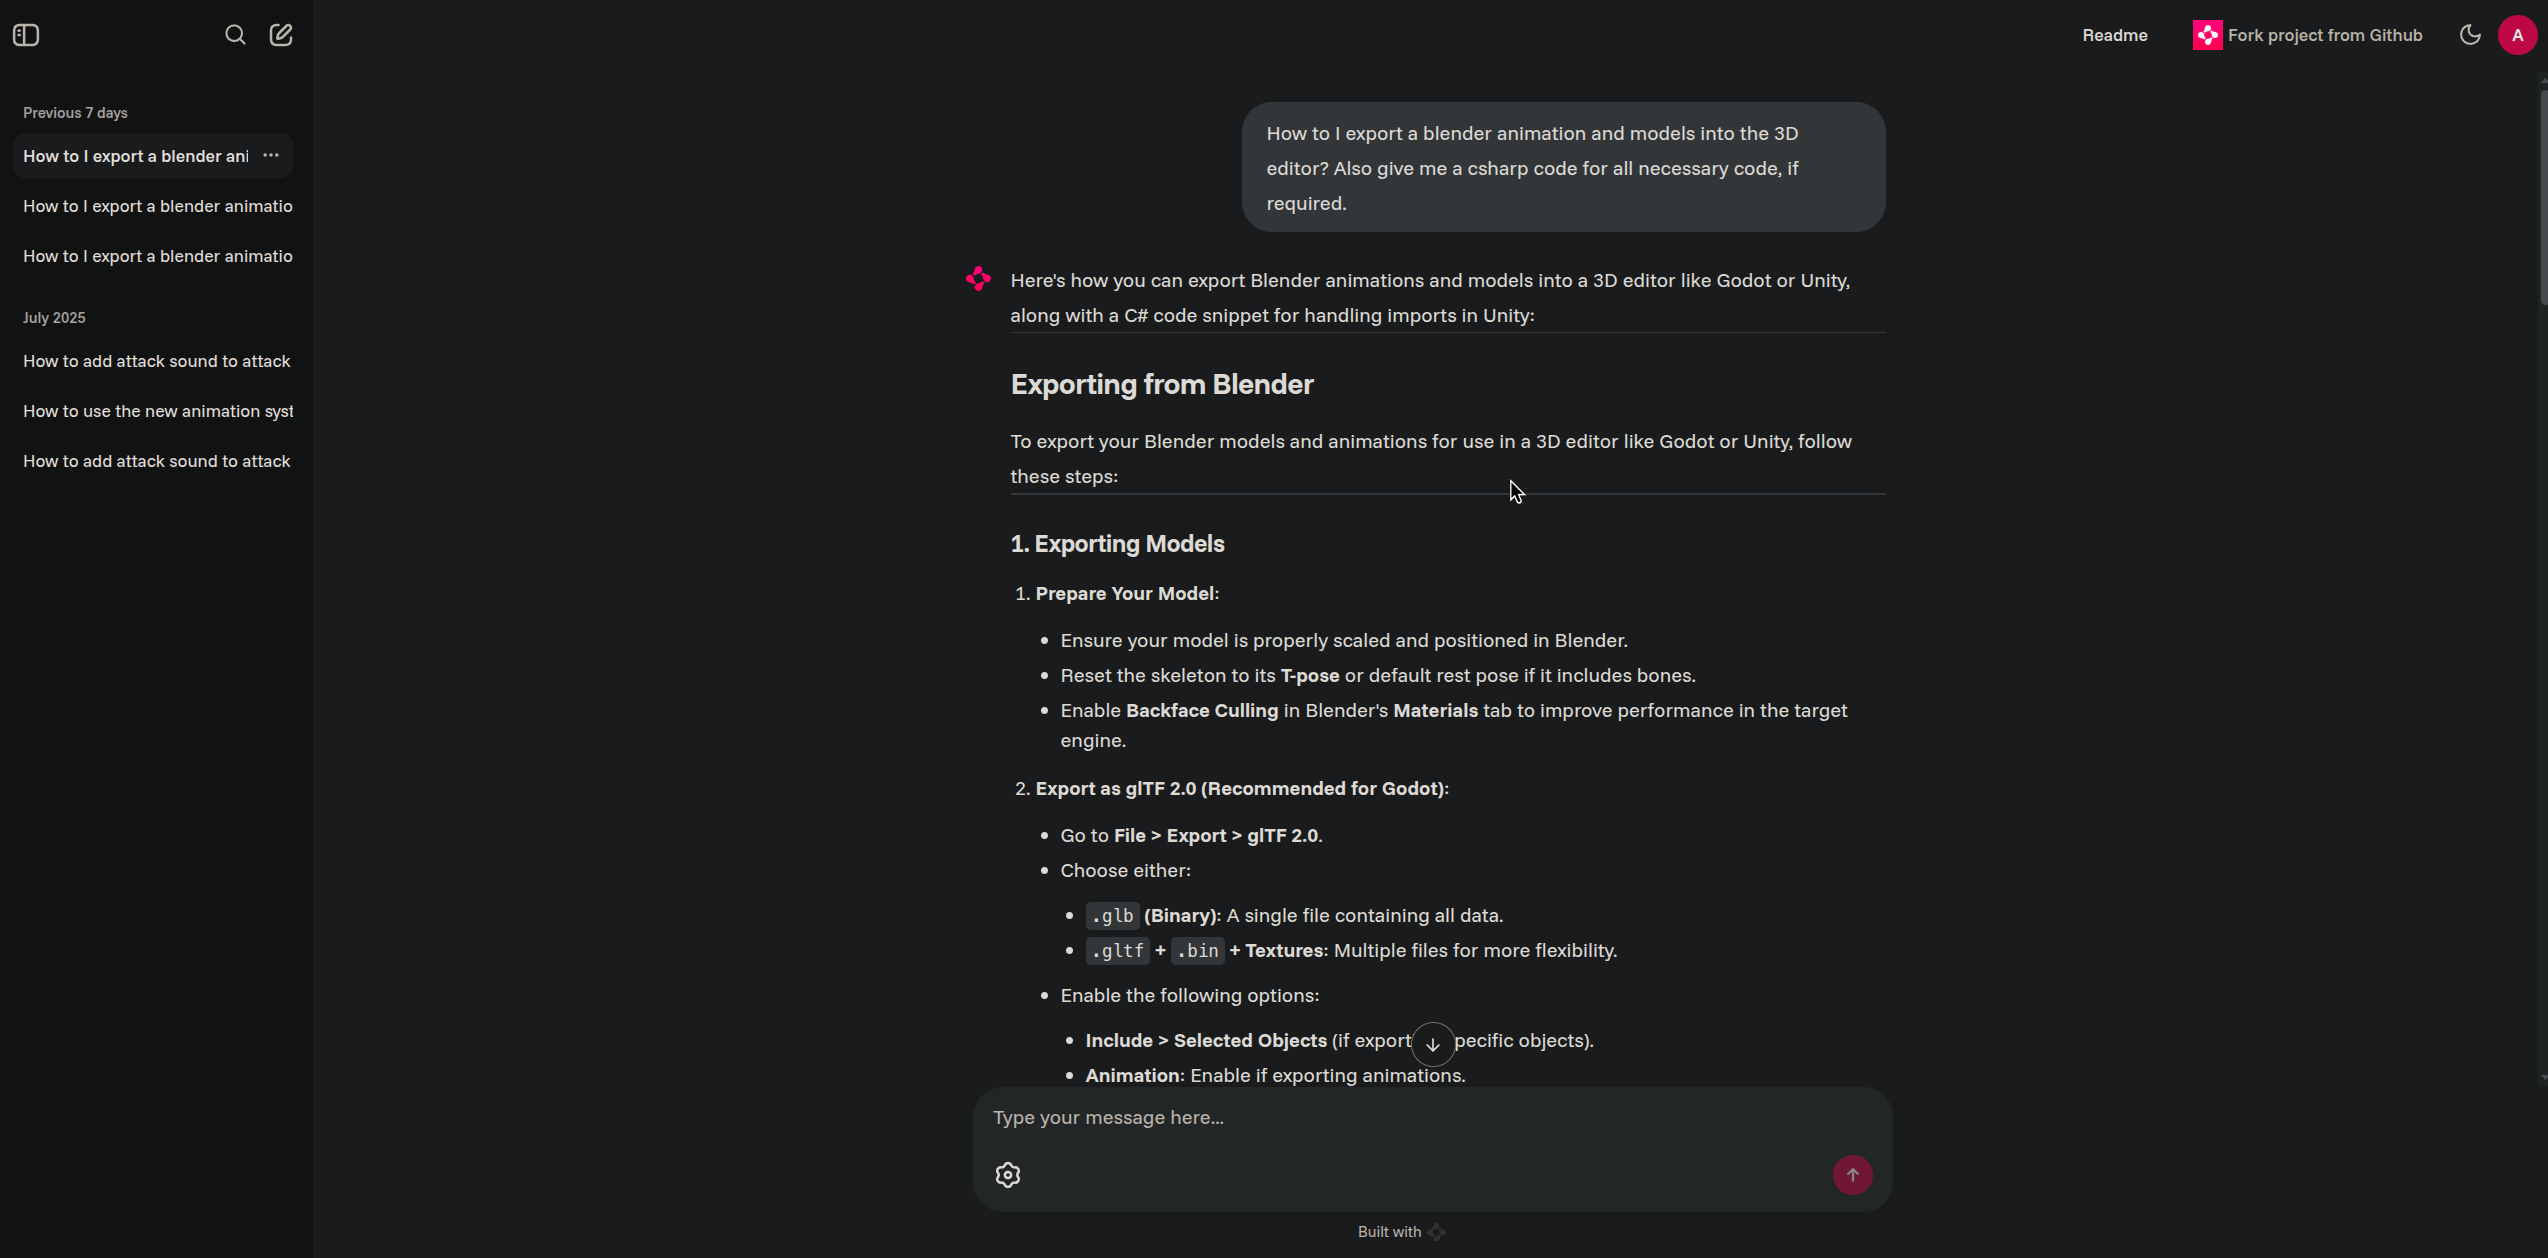 Readme
Fork project from Github
A
Previous 7 days
How to I export a blender ani
How to I export a blender animatio
How to I export a blender animatio
July 2025
How to add attack sound to attack
How to use the new animation syst
How to add attack sound to attack
How to I export a blender animation and models into the 3D
editor? Also give me a csharp code for all necessary code, if
required.
Here's how you can export Blender animations and models into a 3D editor like Godot or Unity,
along with a C# code snippet for handling imports in Unity:
Exporting from Blender
To export your Blender models and animations for use in a 3D editor like Godot or Unity, follow
these steps:
1. Exporting Models
1. Prepare Your Model:
• Ensure your model is properly scaled and positioned in Blender.
• Reset the skeleton to its T-pose or default rest pose if it includes bones.
• Enable Backface Culling in Blender's Materials tab to improve performance in the target
engine.
2. Export as glTF 2.0 (Recommended for Godot):
• Go to File > Export > glTF 2.0.
• Choose either:
• .glb (Binary): A single file containing all data.
• .gltf + .bin + Textures: Multiple files for more flexibility.
• Enable the following options:
• Include > Selected Objects (if export pecific objects).
• Animation: Enable if exporting animations.
Type your message here...
Built with